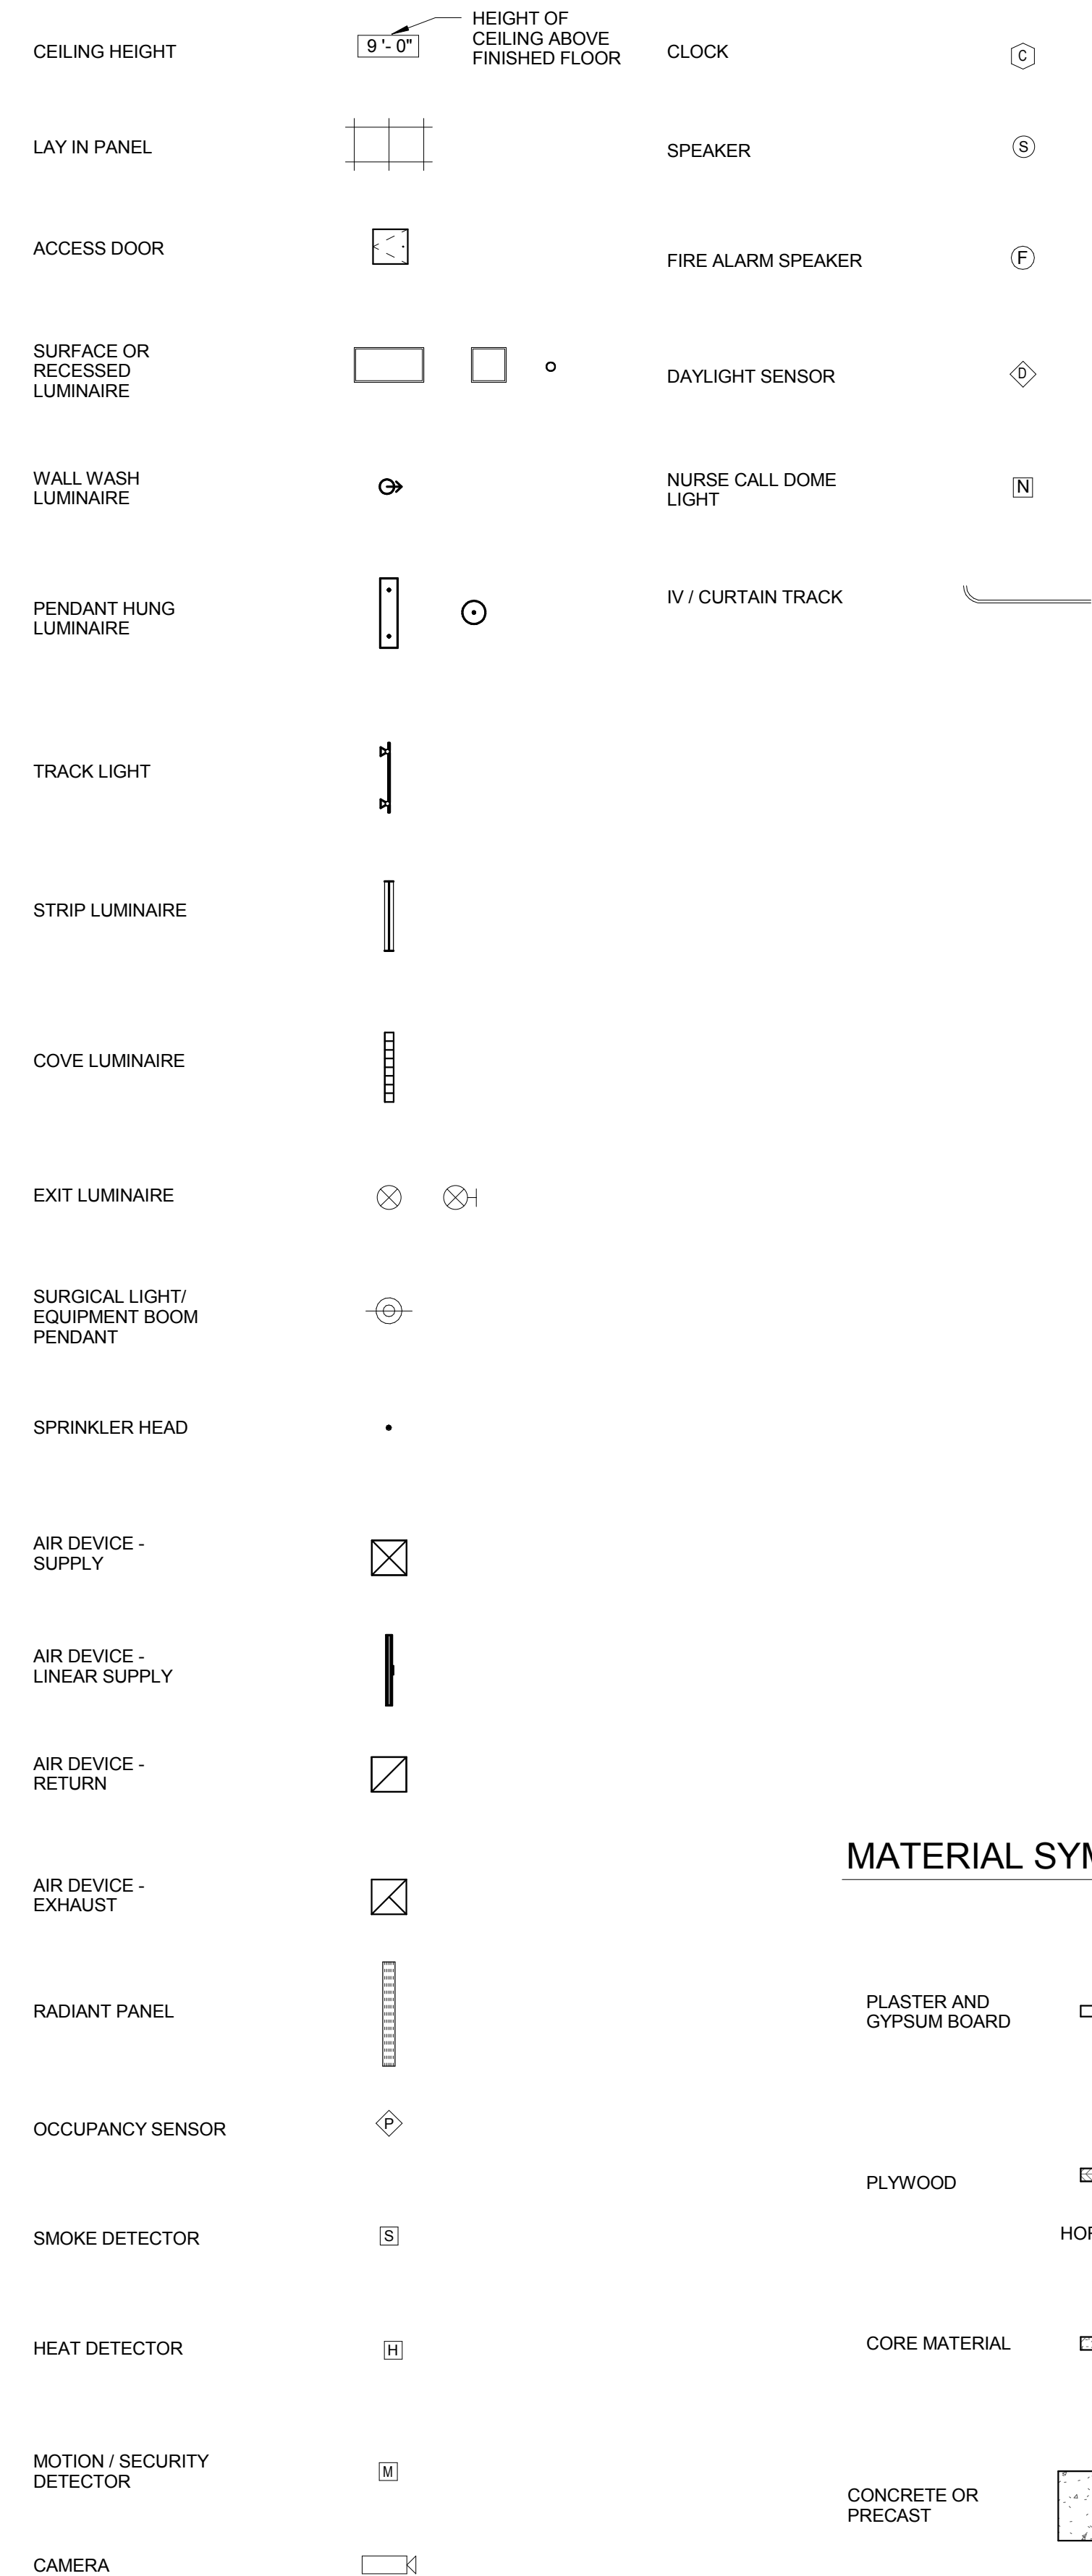 CEILING HEIGHT
9 '- 0"
HEIGHT OF
CEILING ABOVE
FINISHED FLOOR
LAY IN PANEL
ACCESS DOOR
SURFACE OR
RECESSED
LUMINAIRE
WALL WASH
LUMINAIRE
PENDANT HUNG
LUMINAIRE
TRACK LIGHT
STRIP LUMINAIRE
COVE LUMINAIRE
EXIT LUMINAIRE
SURGICAL LIGHT/
EQUIPMENT BOOM
PENDANT
SPRINKLER HEAD
AIR DEVICE -
SUPPLY
AIR DEVICE -
LINEAR SUPPLY
AIR DEVICE -
RETURN
AIR DEVICE -
EXHAUST
RADIANT PANEL
OCCUPANCY SENSOR
P
SMOKE DETECTOR
S
HEAT DETECTOR
H
MOTION / SECURITY
DETECTOR
M
CAMERA
CLOCK
C
SPEAKER
S
FIRE ALARM SPEAKER
F
DAYLIGHT SENSOR
D
NURSE CALL DOME
LIGHT
N
IV / CURTAIN TRACK
MATERIAL
PLASTER AND
GYPSUM BOARD
PLYWOOD
CORE MATERIAL
CONCRETE OR
PRECAST